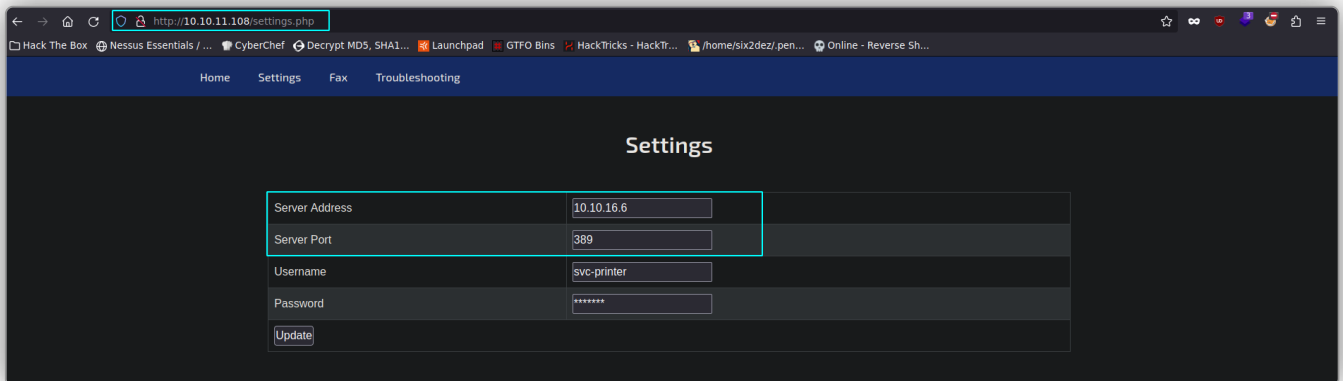 http://10.10.11.108/settings.php
3
Hack The Box Nessus Essentials / ... CyberChef Decrypt MD5, SHA1... Launchpad GTFO Bins HackTricks - HackTr... /home/six2dez/.pen... Online - Reverse Sh...
Home Settings Fax Troubleshooting
Settings
Server Address 10.10.16.6
Server Port 389
Username svc-printer
Password *******
Update